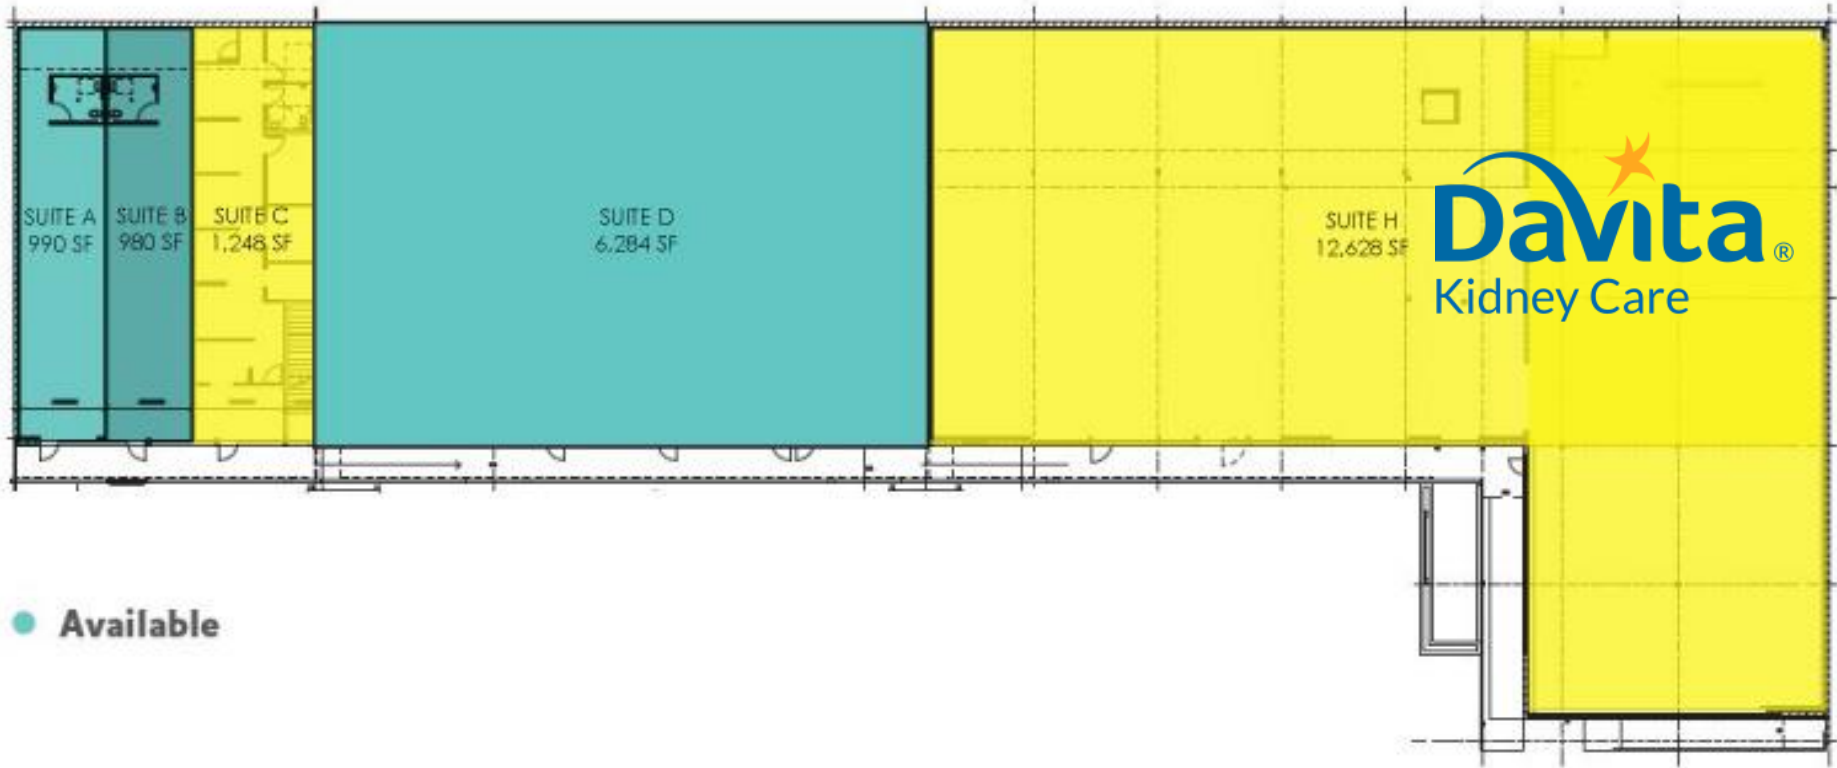 SUITE A
990 SF
SUITE B
980 SF
SUITE C
1,248 SF
SUITE D
6,284 SF
SUITE H
12,628 SF
DaVita®
Kidney Care
Available